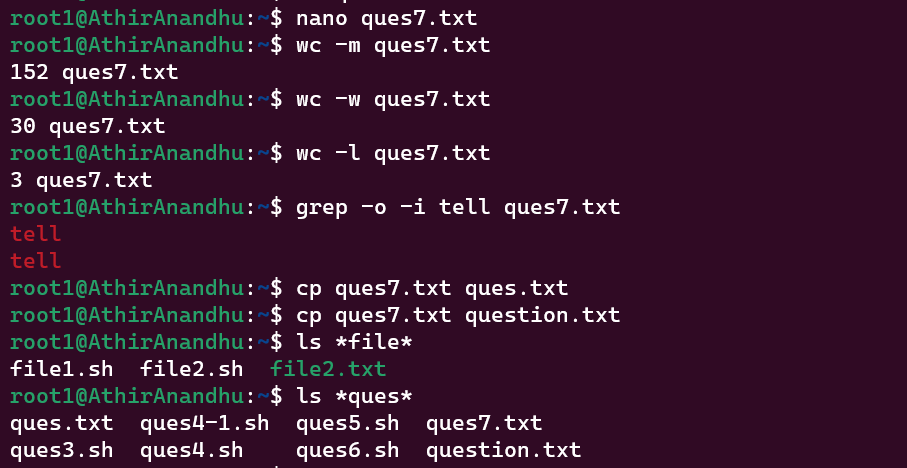 root1@AthirAnandhu:~$ nano ques7.txt
root1@AthirAnandhu:~$ wc -m ques7.txt
152 ques7.txt
root1@AthirAnandhu:~$ wc -w ques7.txt
30 ques7.txt
root1@AthirAnandhu:~$ wc -l ques7.txt
3 ques7.txt
root1@AthirAnandhu:~$ grep -o -i tell ques7.txt
tell
tell
root1@AthirAnandhu:~$ cp ques7.txt ques.txt
root1@AthirAnandhu:~$ cp ques7.txt question.txt
root1@AthirAnandhu:~$ ls *file*
file1.sh  file2.sh  file2.txt
root1@AthirAnandhu:~$ ls *ques*
ques.txt  ques4-1.sh  ques5.sh  ques7.txt
ques3.sh  ques4.sh    ques6.sh  question.txt